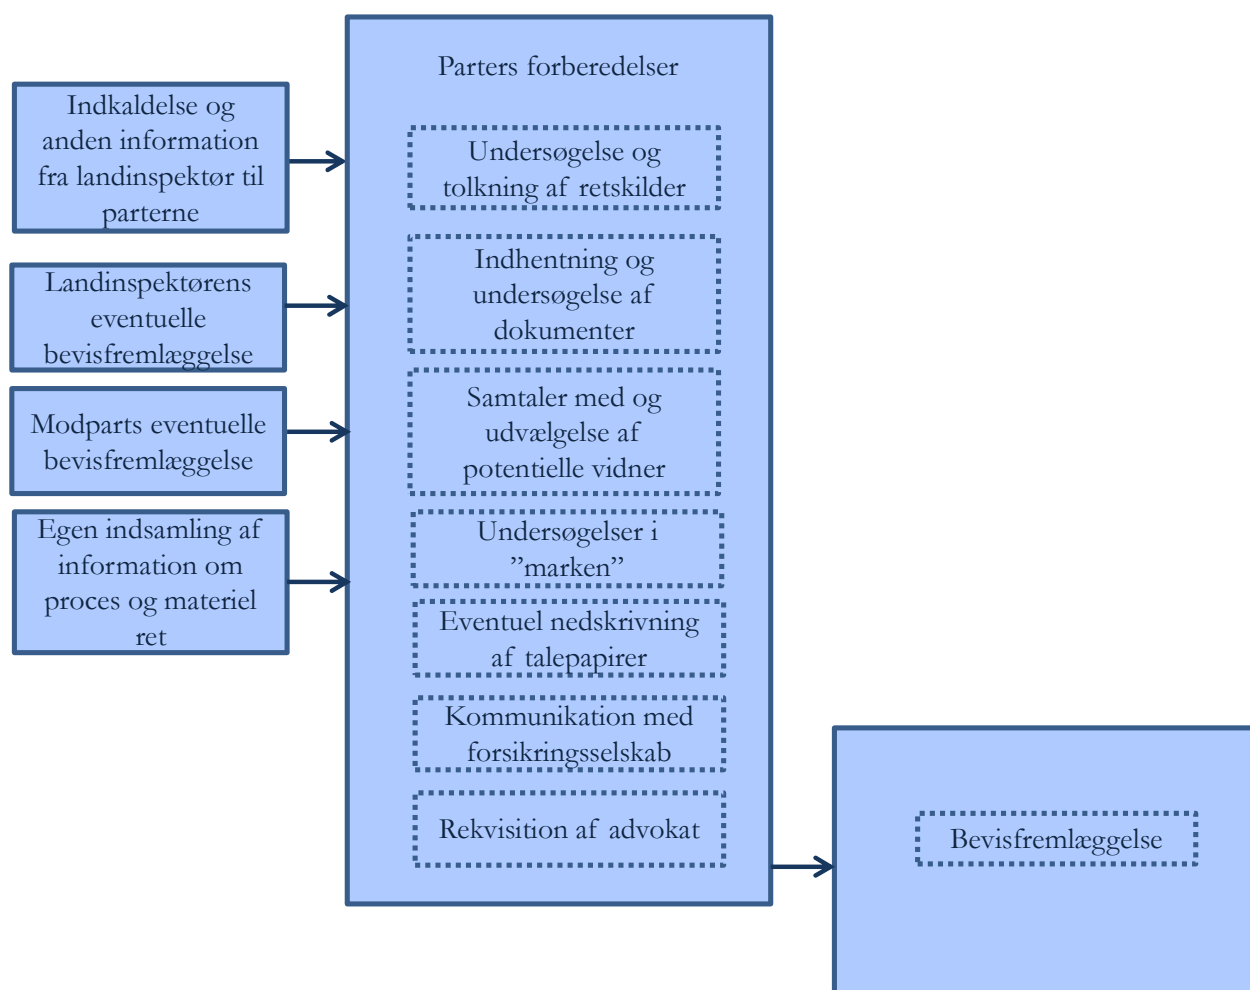 Indkaldelse og
anden information
fra landinspektør til
parterne
Landinspektørens
eventuelle
bevisfremlæggelse
Modparts eventuelle
bevisfremlæggelse
Egen indsamling af
information om
proces og materiel
ret
Parters forberedelser
Undersøgelse og
tolkning af retskilder
Indhentning og
undersøgelse af
dokumenter
Samtaler med og
udvælgelse af
potentielle vidner
Undersøgelser i
”marken”
Eventuel nedskrivning
af talepapirer
Kommunikation med
forsikringsselskab
Rekvisition af advokat
Bevisfremlæggelse